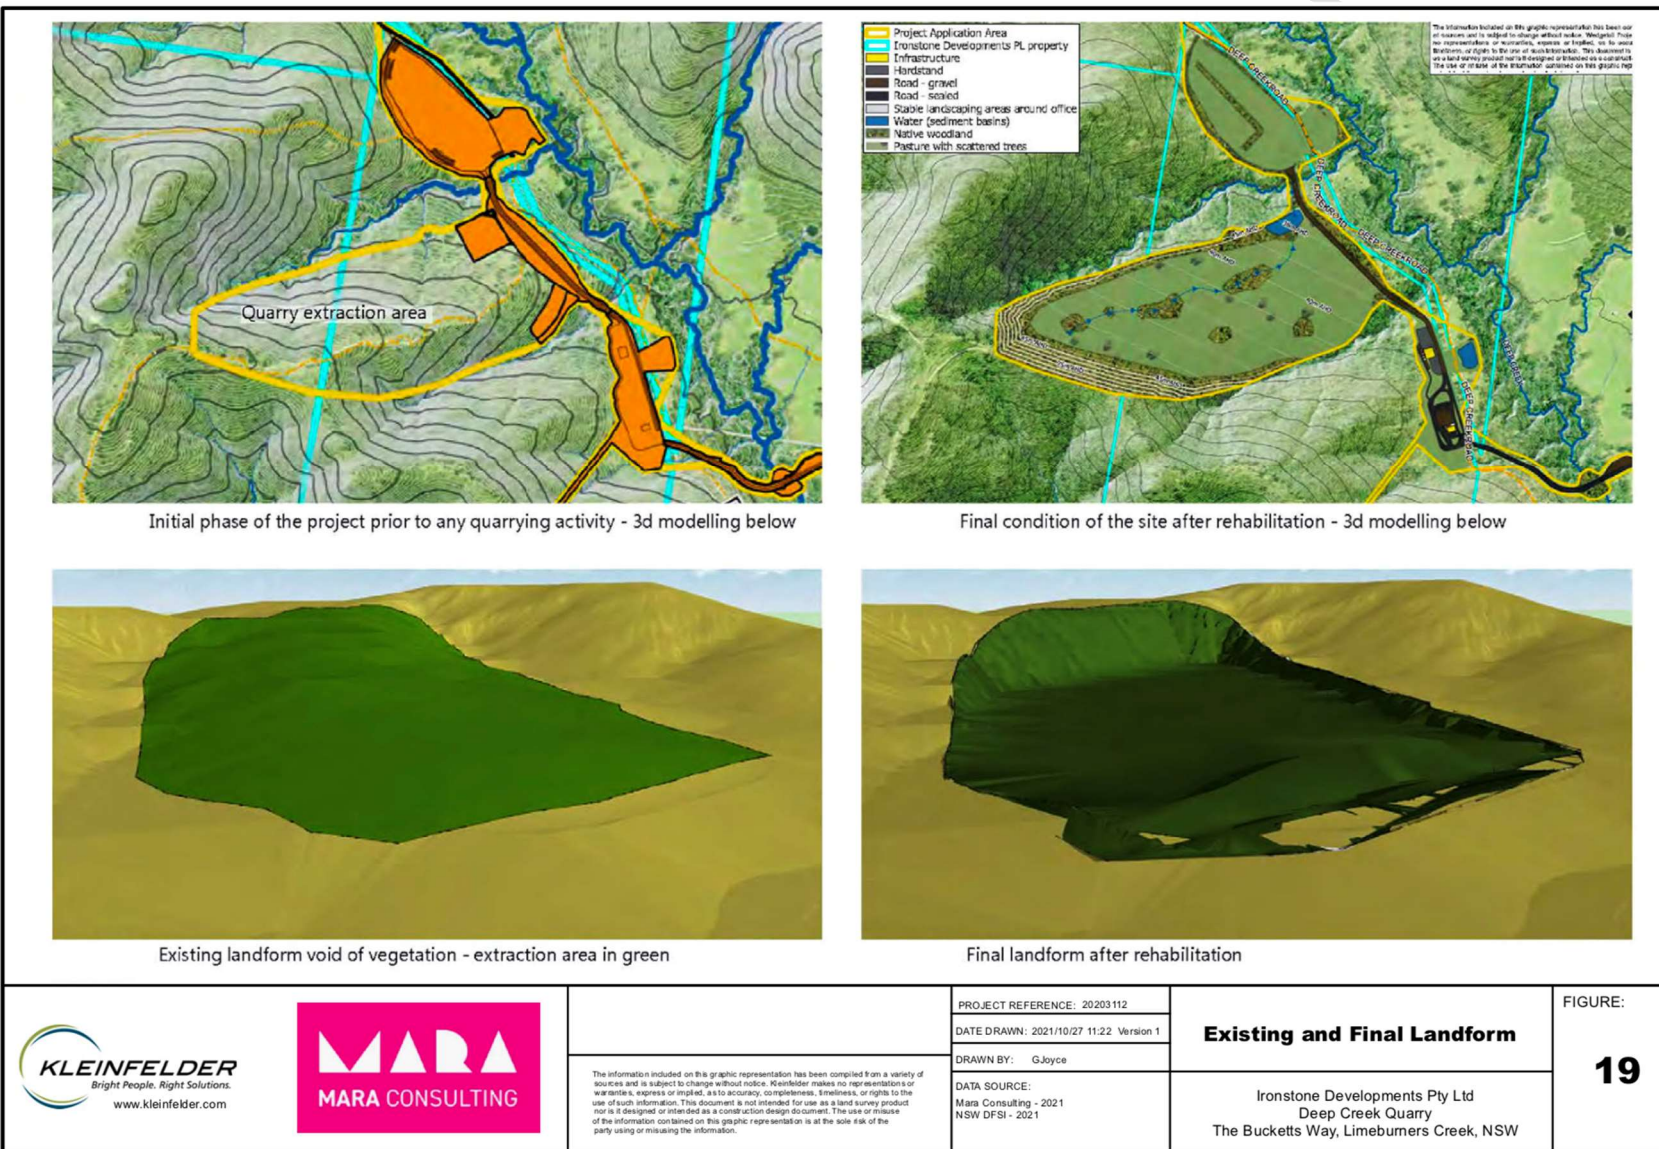 Project Application Area
Ironstone Developments PL property
Infrastructure
Hardstand
Road - gravel
Road - sealed
Stable landscaping areas around office
Water (sediment basins)
Native woodland
Pasture with scattered trees
DEEP CREEK ROAD
DEEP CREEK ROAD
DEEP CREEK ROAD
DEEP CREEK ROAD
Quarry extraction area
Initial phase of the project prior to any quarrying activity - 3d modelling below
Final condition of the site after rehabilitation - 3d modelling below
Existing landform void of vegetation - extraction area in green
Final landform after rehabilitation
KLEINFELDER
Bright People. Right Solutions.
www.kleinfelder.com
MARA
MARA CONSULTING
The information included on this graphic representation has been compiled from a variety of
sources and is subject to change without notice. Kleinfelder makes no representations or
warranties, express or implied, as to accuracy, completeness, timeliness, or rights to the
use of such information. This document is not intended for use as a land survey product
nor is it designed or intended as a construction design document. The use or misuse
of the information contained on this graphic representation is at the sole risk of the
party using or misusing the information.
PROJECT REFERENCE: 20203112
DATE DRAWN: 2021/10/27 11:22 Version 1
DRAWN BY: GJoyce
DATA SOURCE:
Mara Consulting - 2021
NSW DFSI - 2021
Existing and Final Landform
Ironstone Developments Pty Ltd
Deep Creek Quarry
The Bucketts Way, Limeburners Creek, NSW
FIGURE:
19